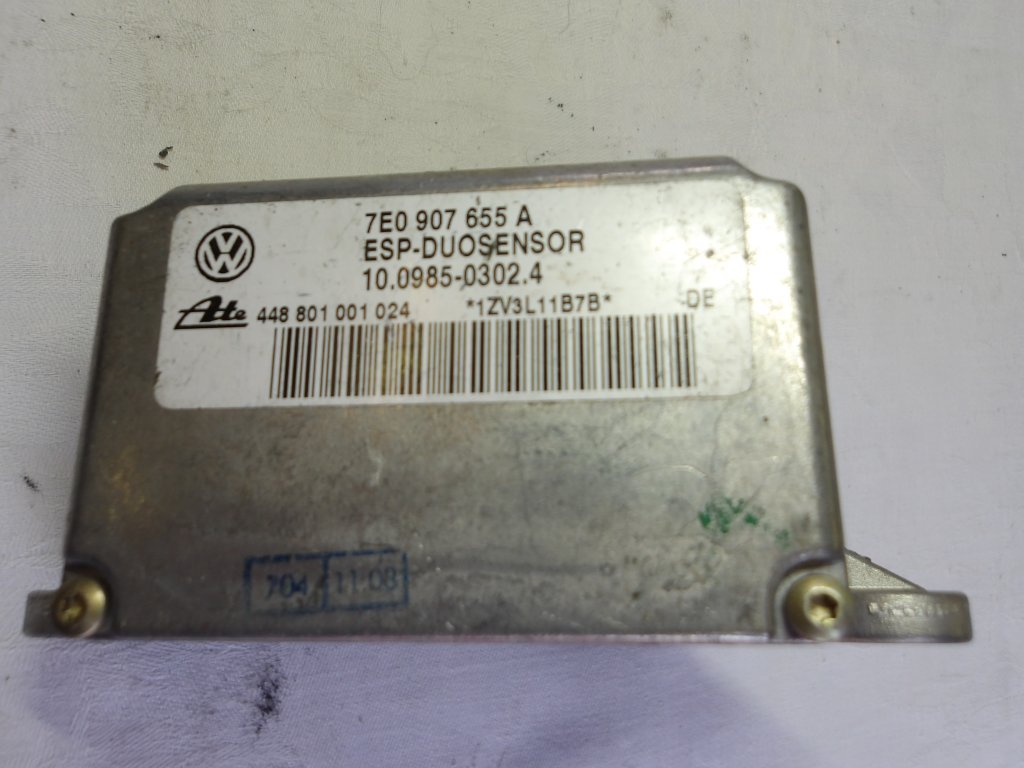 7E0 907 655 A
ESP-DUOSENSOR
10.0985-0302.4
Ate 448 801 001 024 *1ZV3L11B7B* DE
704 11 08